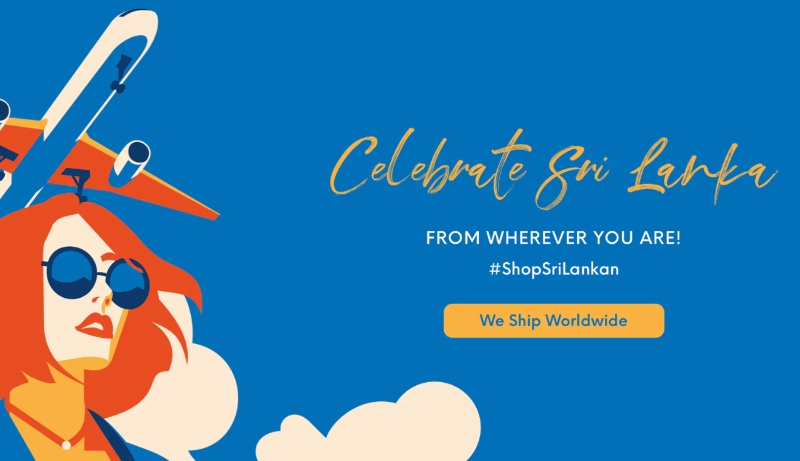 Celebrate Sri Lanka
FROM WHEREVER YOU ARE!
#ShopSriLankan
We Ship Worldwide